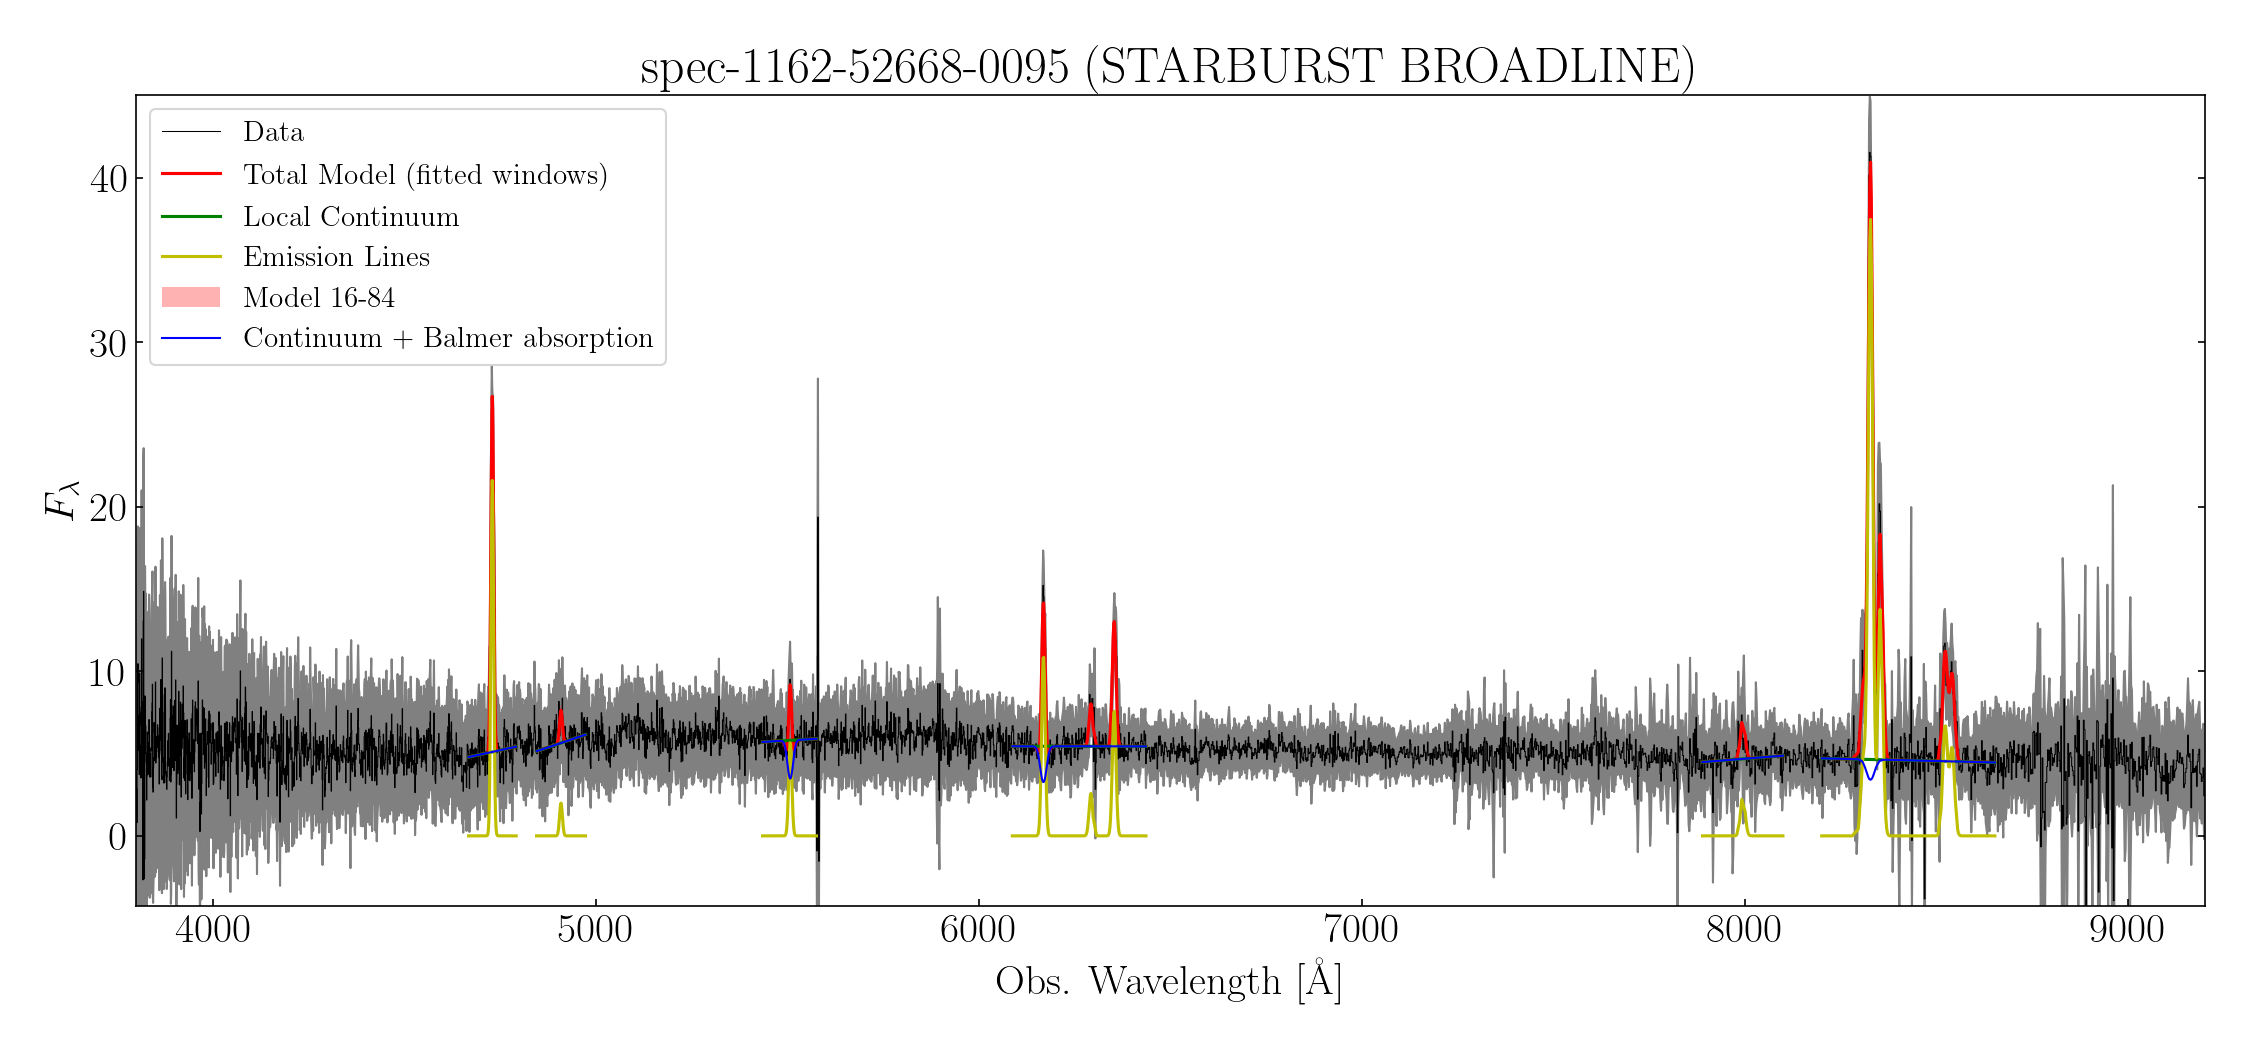 spec-1162-52668-0095 (STARBURST BROADLINE)
Data
Total Model (fitted windows)
Local Continuum
Emission Lines
Model 16-84
Continuum + Balmer absorption
Fλ
40
30
20
10
0
4000 5000 6000 7000 8000 9000
Obs. Wavelength [Å]